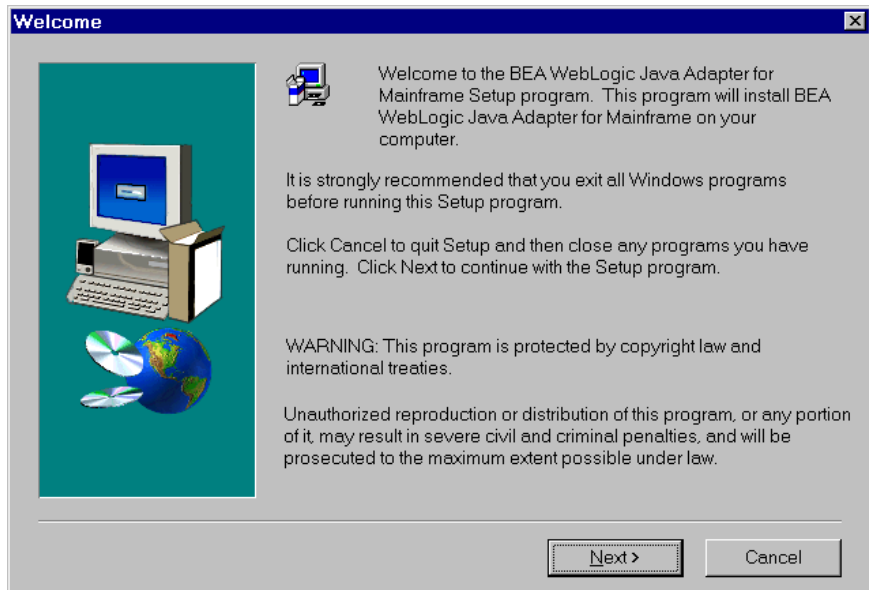 Welcome
Welcome to the BEA WebLogic Java Adapter for
Mainframe Setup program.  This program will install BEA
WebLogic Java Adapter for Mainframe on your
computer.
It is strongly recommended that you exit all Windows programs
before running this Setup program.
Click Cancel to quit Setup and then close any programs you have
running.  Click Next to continue with the Setup program.
WARNING: This program is protected by copyright law and
international treaties.
Unauthorized reproduction or distribution of this program, or any portion
of it, may result in severe civil and criminal penalties, and will be
prosecuted to the maximum extent possible under law.
Next >
Cancel